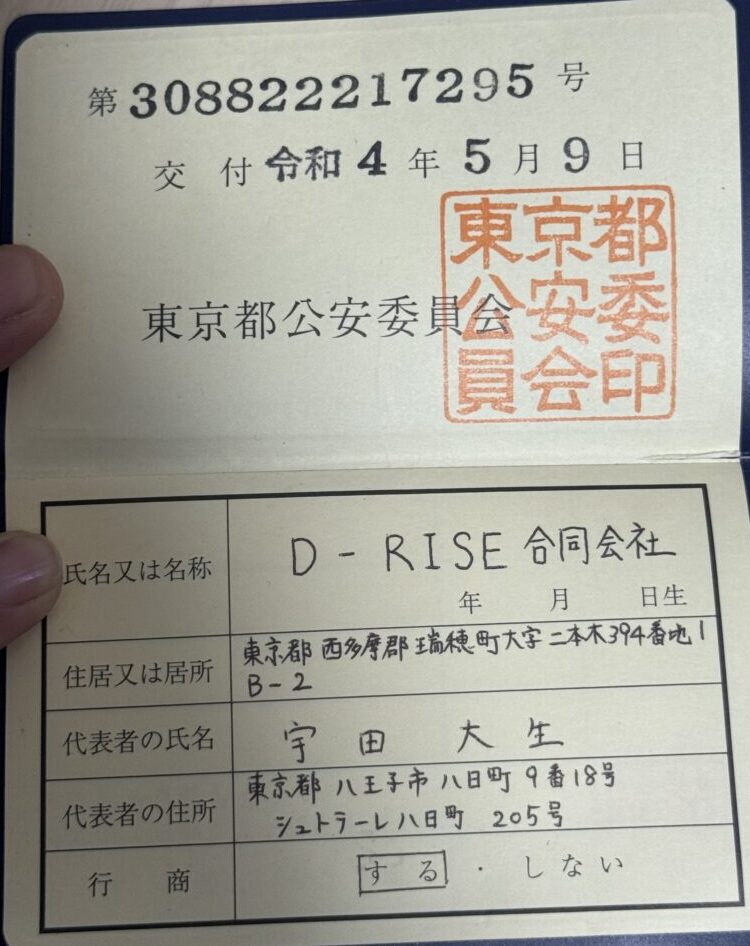 第308822217295号
交付 令和4年5月9日
東京都公安委員会
東京都
公安委
員会印
氏名又は名称 D-RISE 合同会社
年 月 日生
住居又は居所 東京都 西多摩郡 瑞穂町大字 二本木394番地1
B-2
代表者の氏名 宇田 大生
代表者の住所 東京都 八王子市 八日町 9番18号
シュトラーレ八日町 205号
行商 する・しない